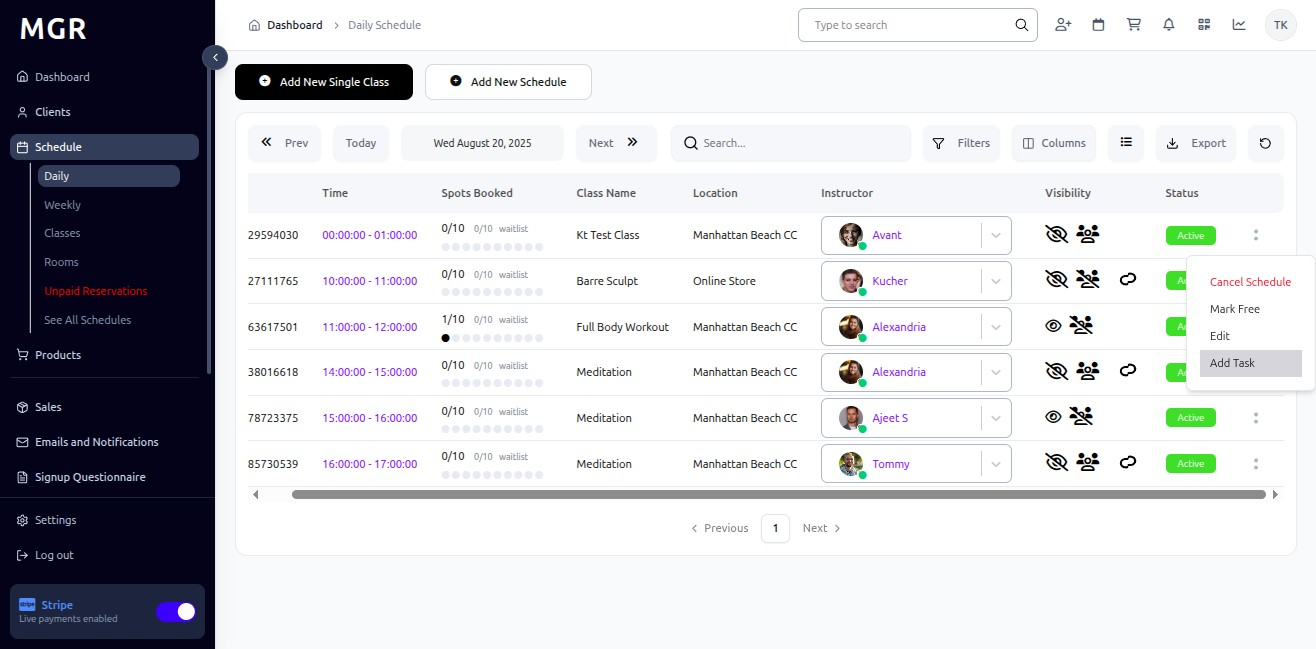 MGR
Dashboard
Clients
Schedule
Daily
Weekly
Classes
Rooms
Unpaid Reservations
See All Schedules
Products
Sales
Emails and Notifications
Signup Questionnaire
Settings
Log out
Stripe
Live payments enabled
Dashboard > Daily Schedule
Type to search
TK
Add New Single Class
Add New Schedule
Prev
Today
Wed August 20, 2025
Next
Search...
Filters
Columns
Export
Time Spots Booked Class Name Location Instructor Visibility Status
29594030 00:00:00 - 01:00:00 0/10 0/10 waitlist Kt Test Class Manhattan Beach CC Avant Active
27111765 10:00:00 - 11:00:00 0/10 0/10 waitlist Barre Sculpt Online Store Kucher
63617501 11:00:00 - 12:00:00 1/10 0/10 waitlist Full Body Workout Manhattan Beach CC Alexandria
38016618 14:00:00 - 15:00:00 0/10 0/10 waitlist Meditation Manhattan Beach CC Alexandria
78723375 15:00:00 - 16:00:00 0/10 0/10 waitlist Meditation Manhattan Beach CC Ajeet S Active
85730539 16:00:00 - 17:00:00 0/10 0/10 waitlist Meditation Manhattan Beach CC Tommy Active
Cancel Schedule
Mark Free
Edit
Add Task
Previous 1 Next